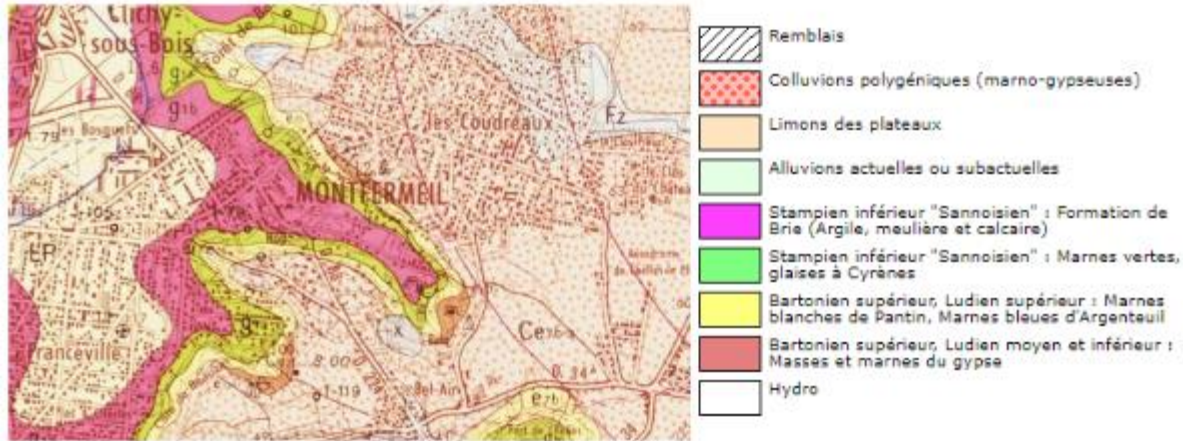 Clichy-
sous-Bois
les Coudreaux
Fz
79
MONTFERMEIL
105
LP
Franceville
119
Bel-Air
Remblais
Colluvions polygéniques (marno-gypseuses)
Limons des plateaux
Alluvions actuelles ou subactuelles
Stampien inférieur "Sannoisien" : Formation de
Brie (Argile, meulière et calcaire)
Stampien inférieur "Sannoisien" : Marnes vertes,
glaises à Cyrènes
Bartonien supérieur, Ludien supérieur : Marnes
blanches de Pantin, Marnes bleues d'Argenteuil
Bartonien supérieur, Ludien moyen et inférieur :
Masses et marnes du gypse
Hydro